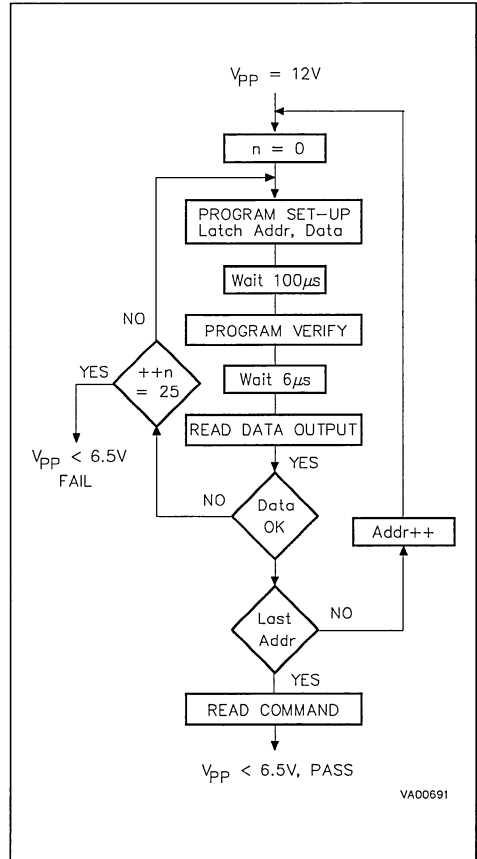 VPP = 12V
n = 0
PROGRAM SET-UP
Latch Addr, Data
Wait 100μs
NO
PROGRAM VERIFY
YES
++n
= 25
Wait 6μs
READ DATA OUTPUT
VPP < 6.5V
FAIL
YES
NO
Data
OK
Addr++
Last
Addr
NO
YES
READ COMMAND
VPP < 6.5V, PASS
VA00691